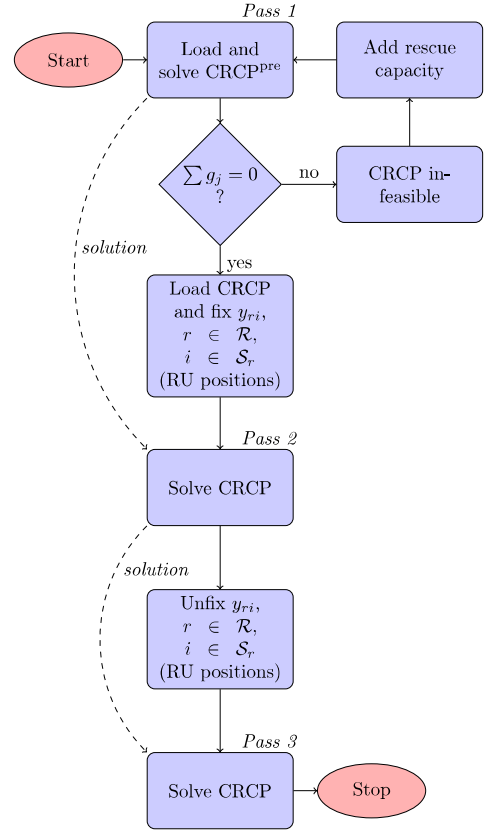 Pass 1
Start
Load and
solve CRCP^pre
Add rescue
capacity
∑ g_j = 0
?
no
CRCP in-
feasible
solution
yes
Load CRCP
and fix y_ri,
r ∈ R,
i ∈ S_r
(RU positions)
Pass 2
Solve CRCP
solution
Unfix y_ri,
r ∈ R,
i ∈ S_r
(RU positions)
Pass 3
Solve CRCP
Stop